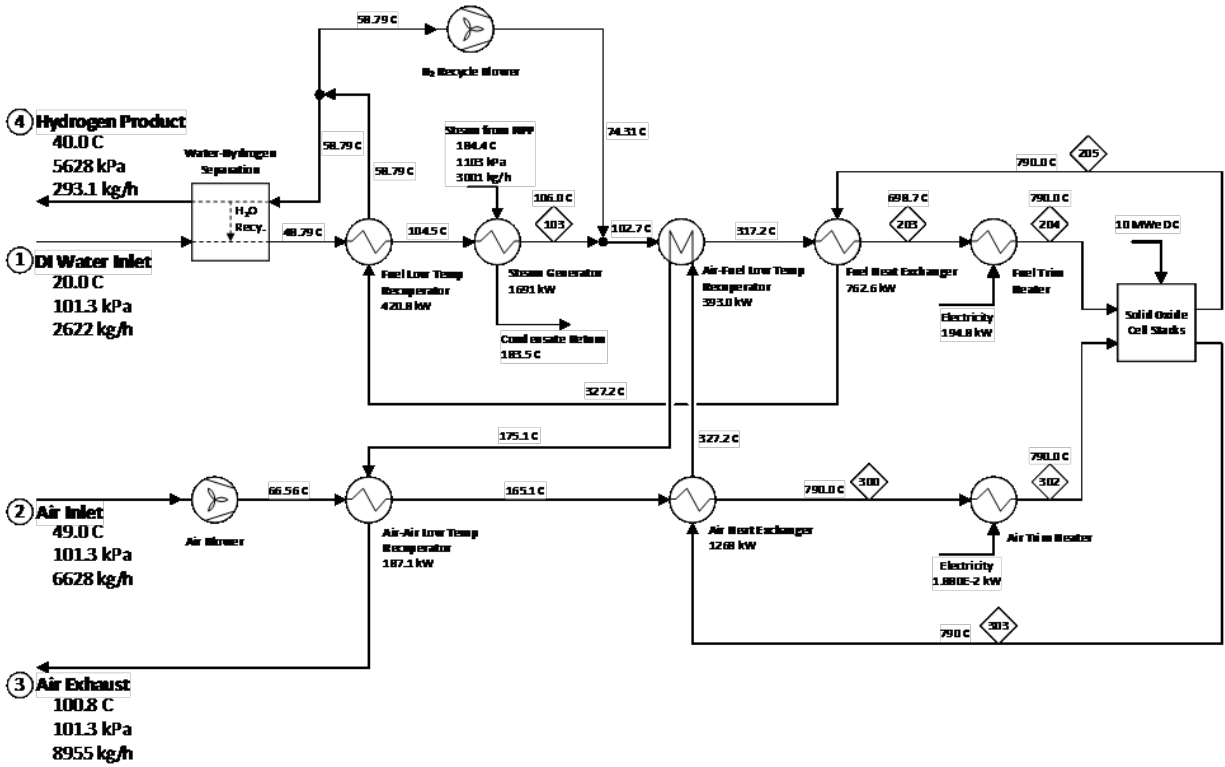 58.79 C
H₂ Recycle Blower
4 Hydrogen Product
40.0 C
5628 kPa
293.1 kg/h
Water-Hydrogen
Separation
H₂O
Recy.
58.79 C
58.79 C
Steam from NPP
184.4 C
1103 kPa
3001 kg/h
74.31 C
790.0 C
205
48.79 C
104.5 C
106.0 C
103
102.7 C
317.2 C
698.7 C
203
790.0 C
204
10 MWe DC
1 DI Water Inlet
20.0 C
101.3 kPa
2622 kg/h
Fuel Low Temp
Recuperator
420.8 kW
Steam Generator
1691 kW
Air-Fuel Low Temp
Recuperator
393.0 kW
Fuel Heat Exchanger
762.6 kW
Fuel Trim
Heater
Electricity
194.8 kW
Solid Oxide
Cell Stacks
Condensate Return
183.5 C
327.2 C
175.1 C
327.2 C
2 Air Inlet
49.0 C
101.3 kPa
6628 kg/h
Air Blower
66.56 C
Air-Air Low Temp
Recuperator
187.1 kW
165.1 C
Air Heat Exchanger
1268 kW
790.0 C
300
790.0 C
302
Air Trim Heater
Electricity
1.880E-2 kW
790 C
303
3 Air Exhaust
100.8 C
101.3 kPa
8955 kg/h